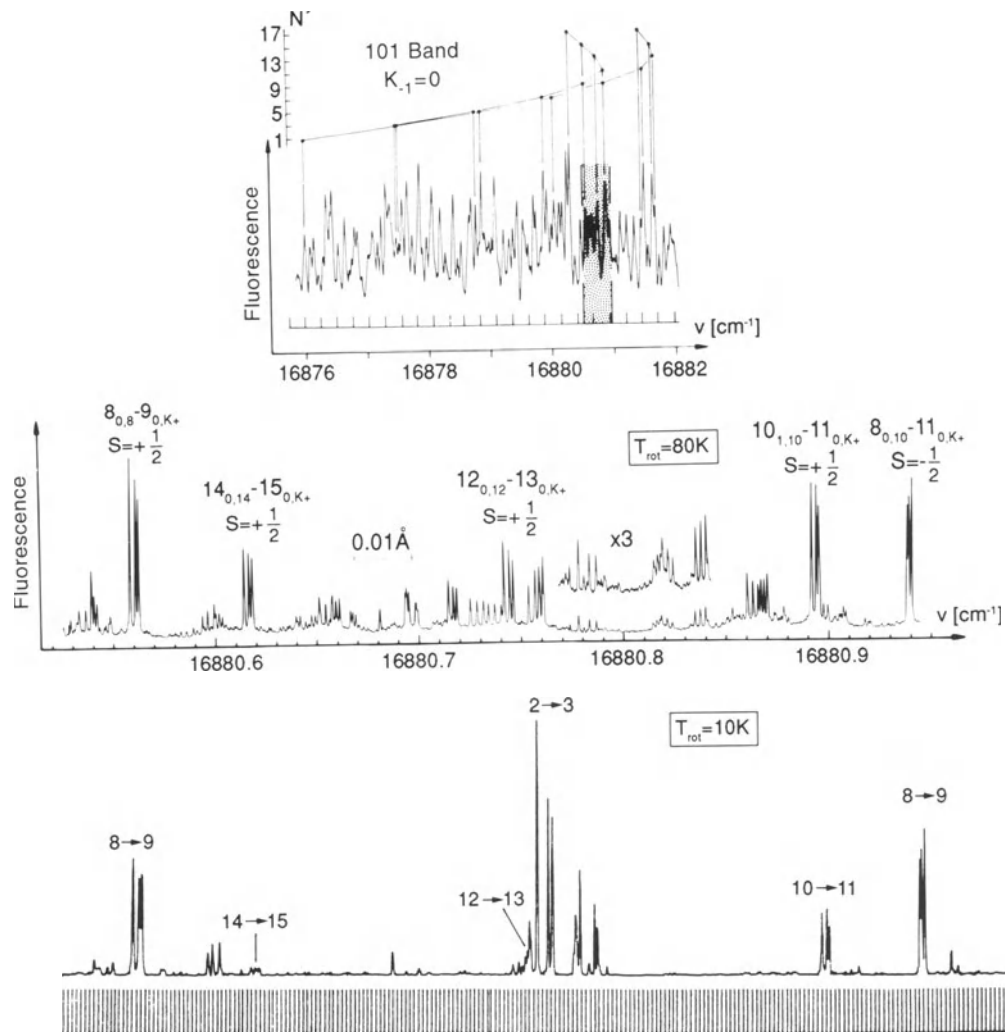 N'
17
13
9
5
1
101 Band
K₋₁=0
Fluorescence
ν [cm⁻¹]
16876 16878 16880 16882
8₀,₈-9₀,K₊
S=+ 1/2
14₀,₁₄-15₀,K₊
S=+ 1/2
0.01Å
12₀,₁₂-13₀,K₊
S=+ 1/2
T_rot=80K
x3
10₁,₁₀-11₀,K₊
S=+ 1/2
8₀,₁₀-11₀,K₊
S=- 1/2
Fluorescence
ν [cm⁻¹]
16880.6 16880.7 16880.8 16880.9
2→3
T_rot=10K
8→9
8→9
14→15
12→13
10→11